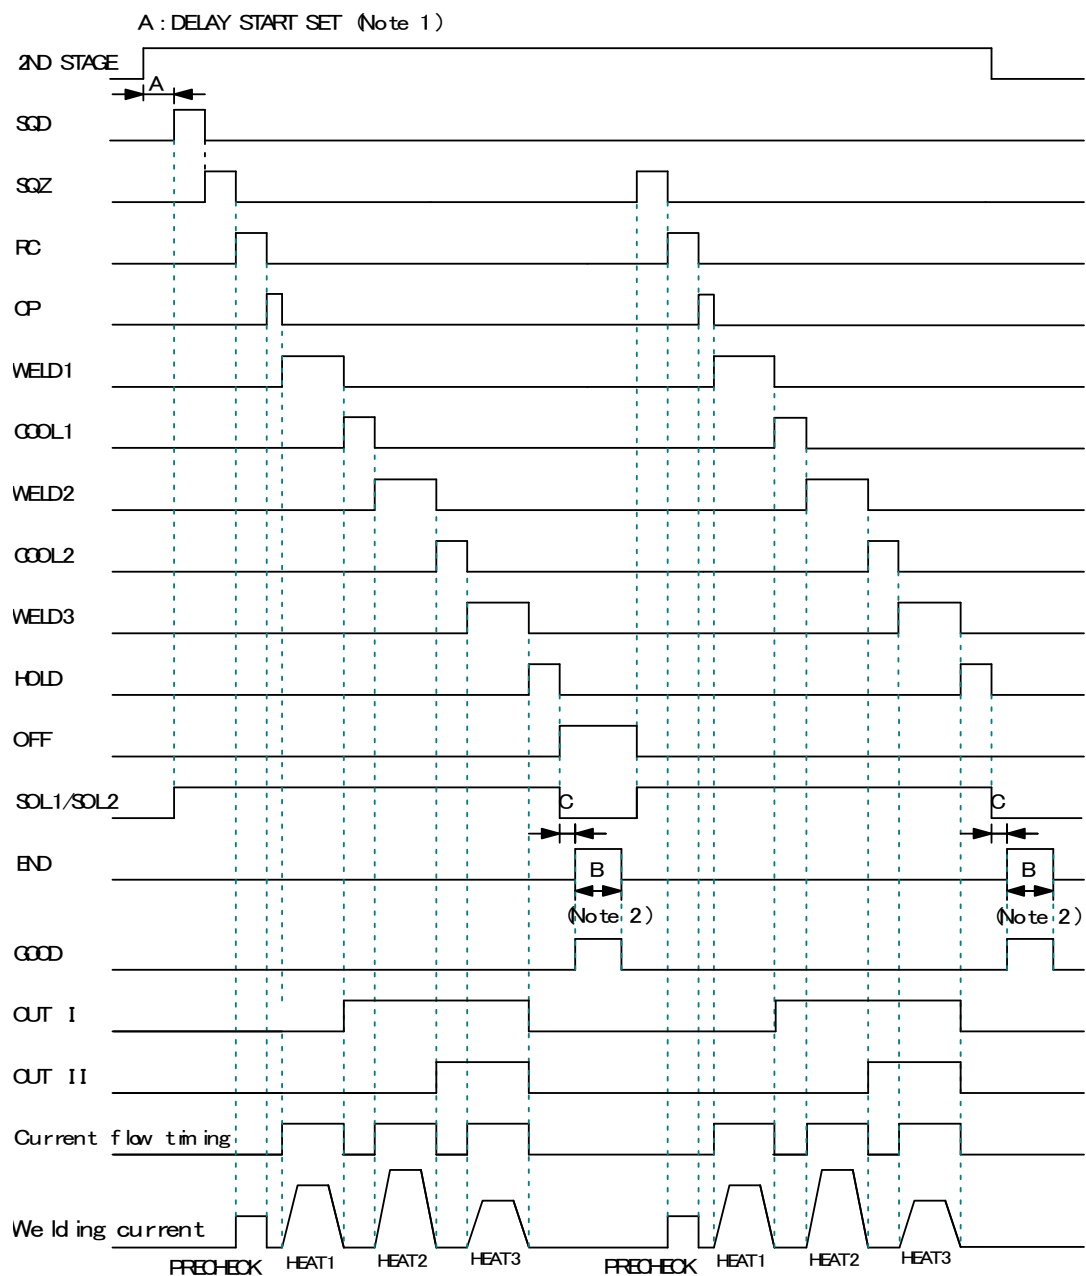 A : DELAY START SET (Note 1)
2ND STAGE
A
SQD
SQZ
RC
CP
WELD1
COOL1
WELD2
COOL2
WELD3
HOLD
OFF
SOL1/SOL2
C
C
END
B
B
(Note 2)
(Note 2)
GOOD
OUT I
OUT II
Current flow timing
Welding current
PRECHECK
HEAT1
HEAT2
HEAT3
PRECHECK
HEAT1
HEAT2
HEAT3